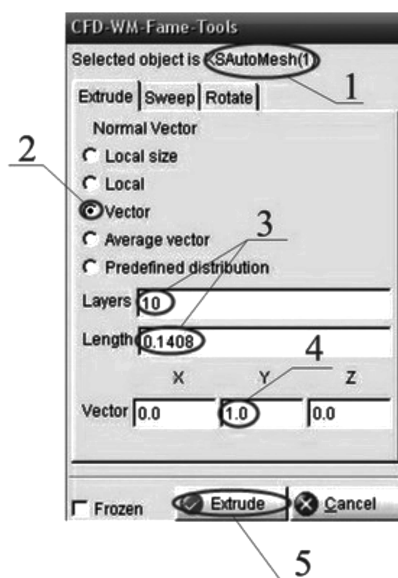 CFD-WM-Fame-Tools
Selected object is KSAutoMesh(1)
1
Extrude Sweep Rotate
Normal Vector
2
Local size
Local
Vector
3
Average vector
Predefined distribution
Layers 10
Length 0.1408
4
X Y Z
Vector 0.0 1.0 0.0
Frozen Extrude Cancel
5